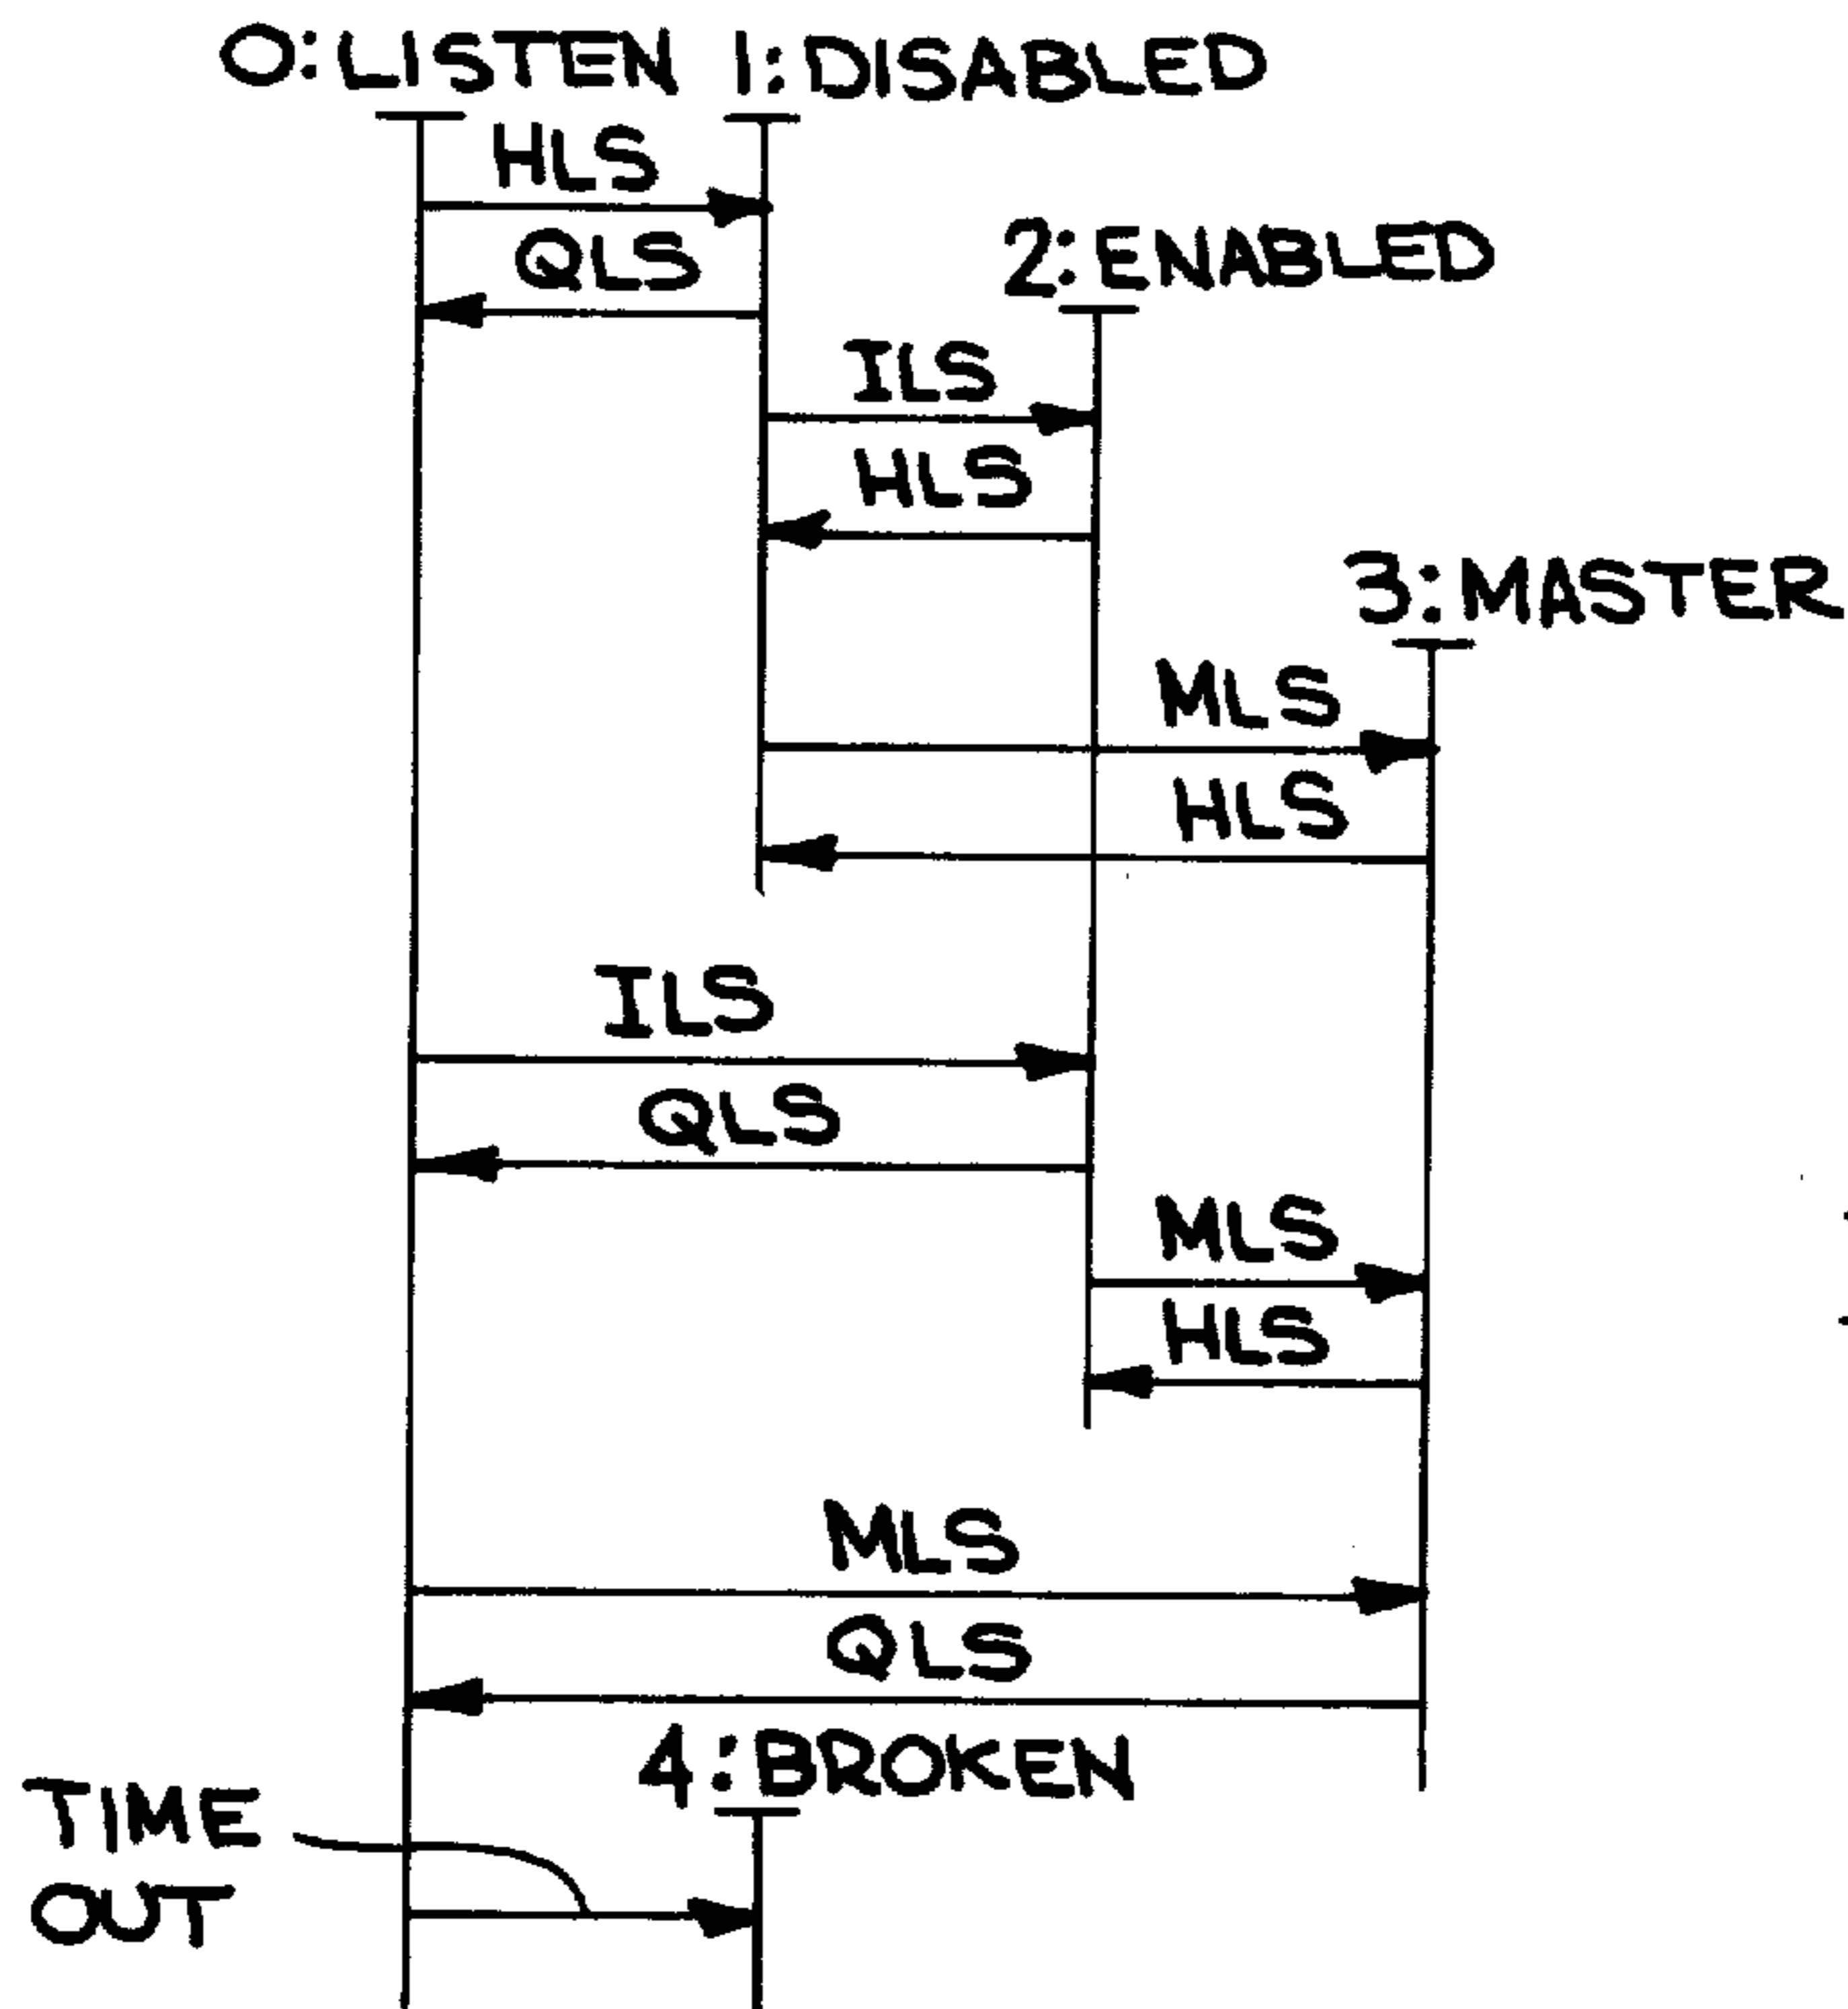 0:LISTEN 1:DISABLED
HLS
QLS
2:ENABLED
ILS
HLS
3:MASTER
MLS
HLS
ILS
QLS
MLS
HLS
MLS
QLS
4:BROKEN
TIME
OUT